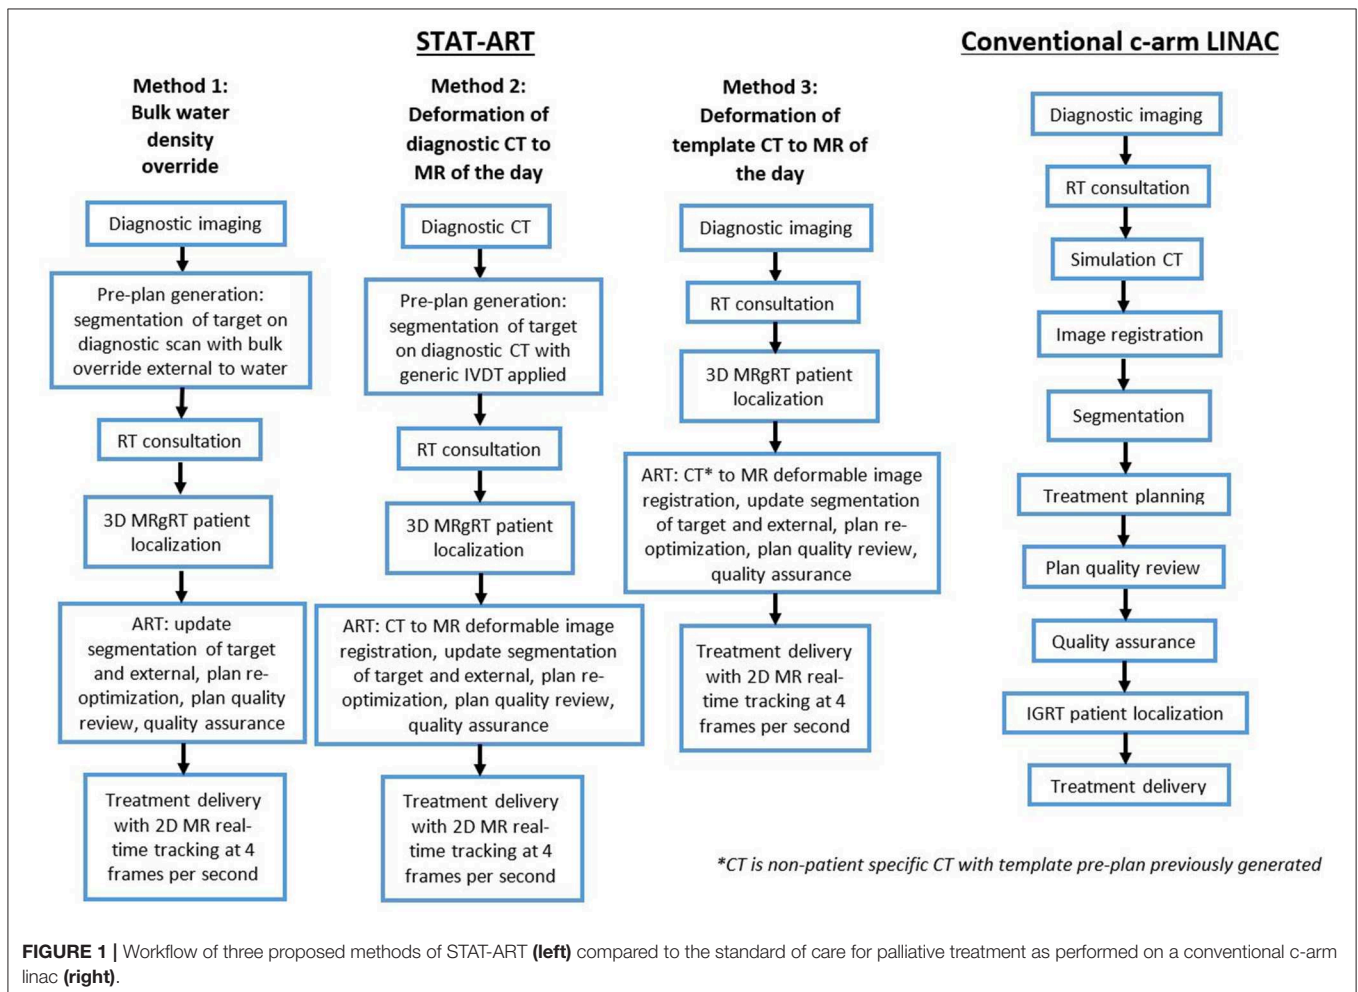 STAT-ART
Method 1:
Bulk water
density
override
Diagnostic imaging
Pre-plan generation:
segmentation of target on
diagnostic scan with bulk
override external to water
RT consultation
3D MRgRT patient
localization
ART: update
segmentation of target
and external, plan re-
optimization, plan quality
review, quality assurance
Treatment delivery
with 2D MR real-
time tracking at 4
frames per second
Method 2:
Deformation of
diagnostic CT to
MR of the day
Diagnostic CT
Pre-plan generation:
segmentation of target
on diagnostic CT with
generic IVDT applied
RT consultation
3D MRgRT patient
localization
ART: CT to MR deformable image
registration, update segmentation
of target and external, plan re-
optimization, plan quality review,
quality assurance
Treatment delivery
with 2D MR real-
time tracking at 4
frames per second
Method 3:
Deformation of
template CT to MR of
the day
Diagnostic imaging
RT consultation
3D MRgRT patient
localization
ART: CT* to MR deformable image
registration, update segmentation
of target and external, plan re-
optimization, plan quality review,
quality assurance
Treatment delivery
with 2D MR real-
time tracking at 4
frames per second
Conventional c-arm LINAC
Diagnostic imaging
RT consultation
Simulation CT
Image registration
Segmentation
Treatment planning
Plan quality review
Quality assurance
IGRT patient localization
Treatment delivery
*CT is non-patient specific CT with template pre-plan previously generated
FIGURE 1 | Workflow of three proposed methods of STAT-ART (left) compared to the standard of care for palliative treatment as performed on a conventional c-arm
linac (right).